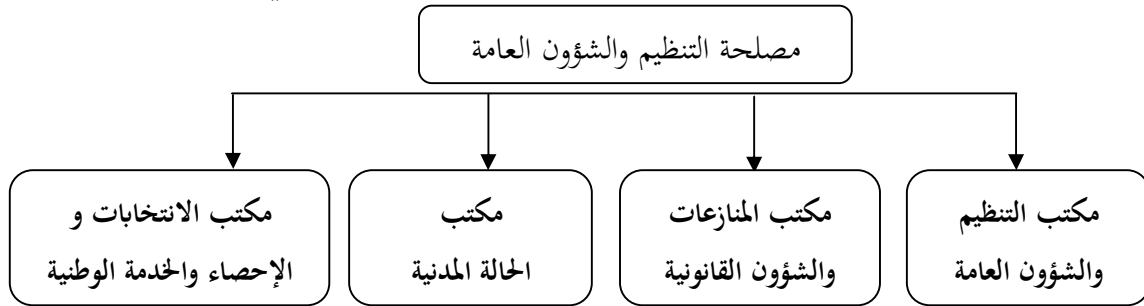 مصلحة التنظيم والشؤون العامة
مكتب التنظيم
والشؤون العامة
مكتب المنازعات
والشؤون القانونية
مكتب
الحالة المدنية
مكتب الانتخابات و
الإحصاء والخدمة الوطنية